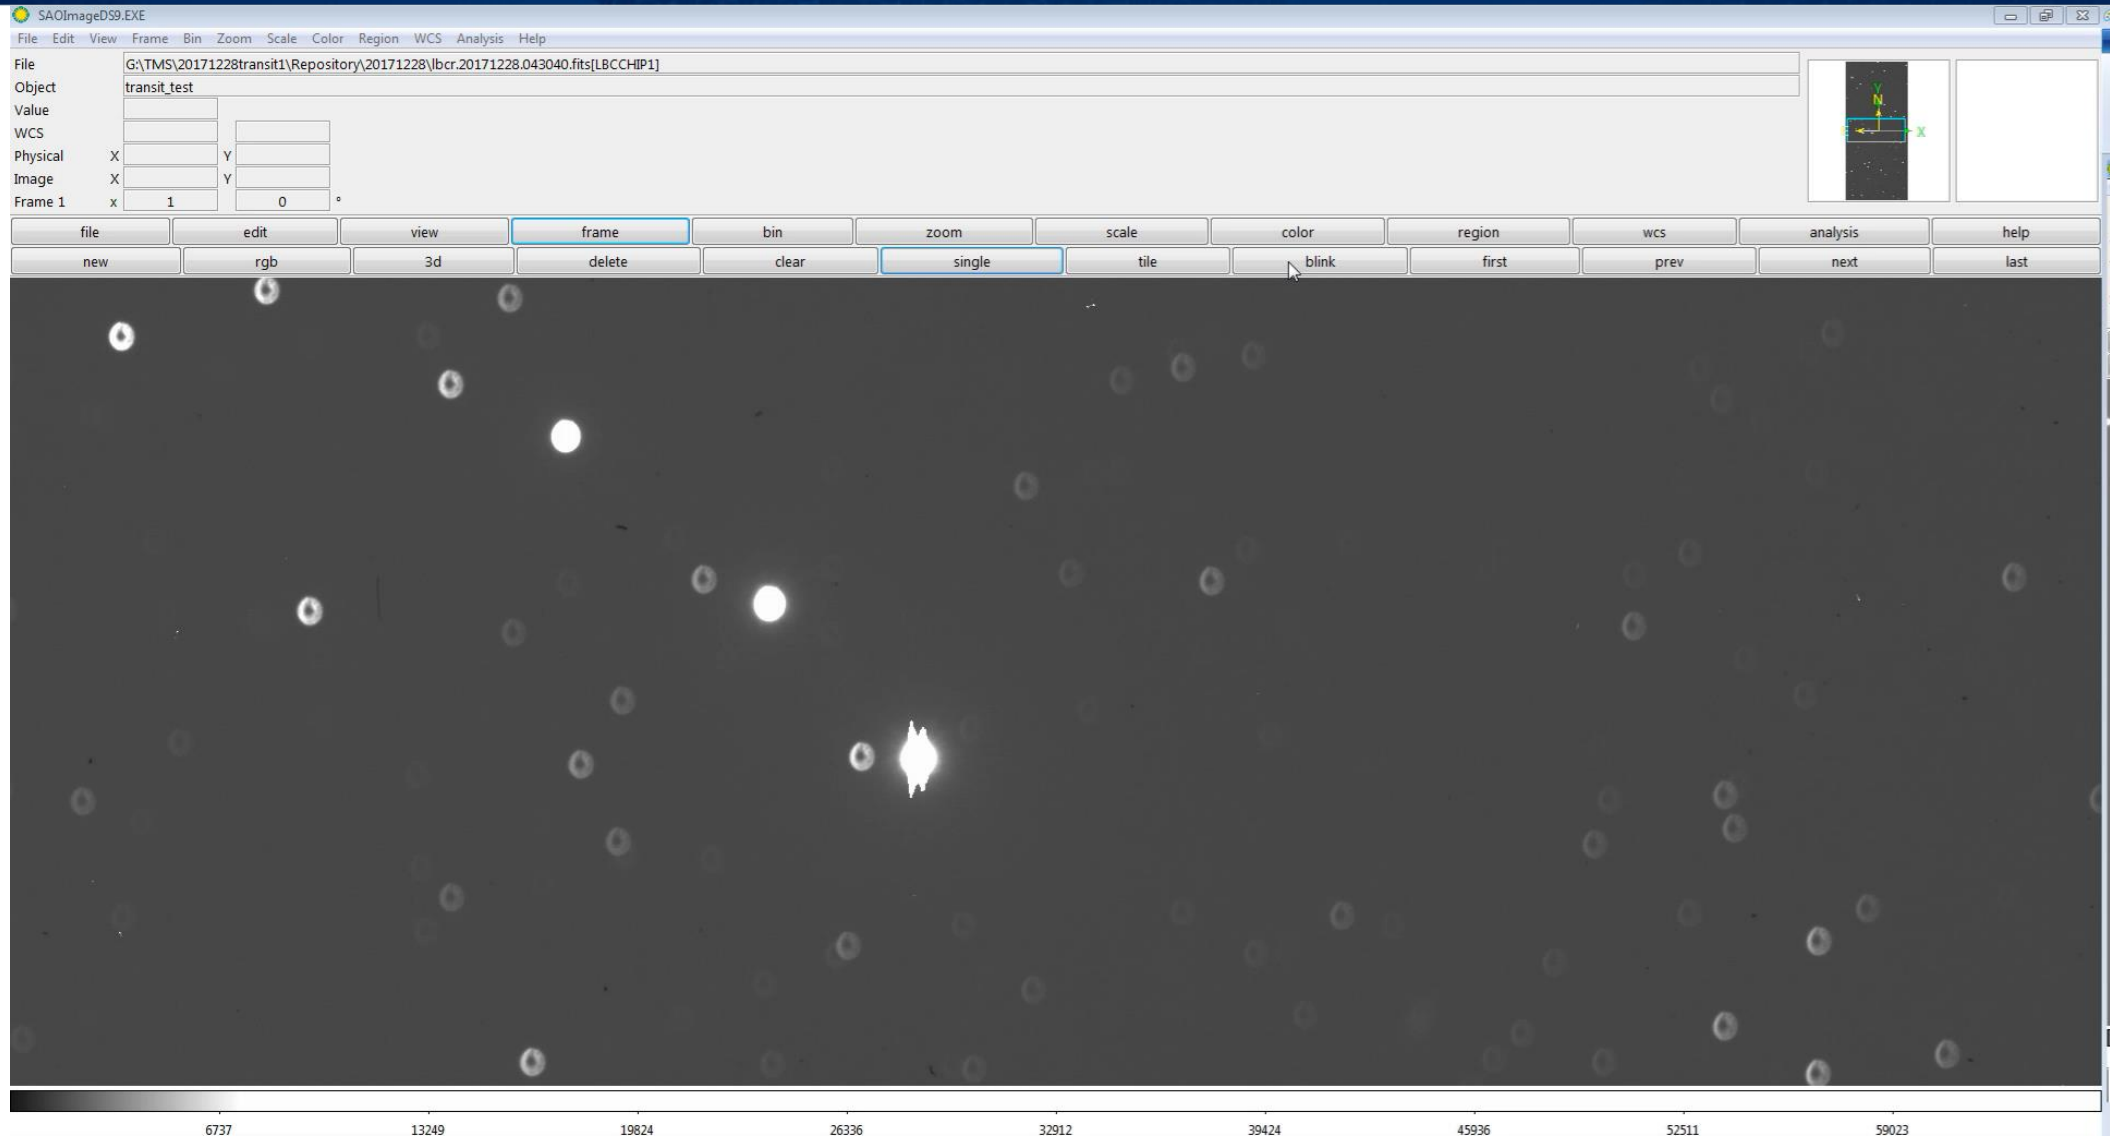 SAOImageDS9.EXE
File Edit View Frame Bin Zoom Scale Color Region WCS Analysis Help
File G:\TMS\20171228transit1\Repository\20171228\lbcr.20171228.043040.fits[LBCCHIP1]
Object transit_test
Value
WCS
Physical X Y
Image X Y
Frame 1 x 1 0 °
Y
N
E X
file edit view frame bin zoom scale color region wcs analysis help
new rgb 3d delete clear single tile blink first prev next last
6737 13249 19824 26336 32912 39424 45936 52511 59023